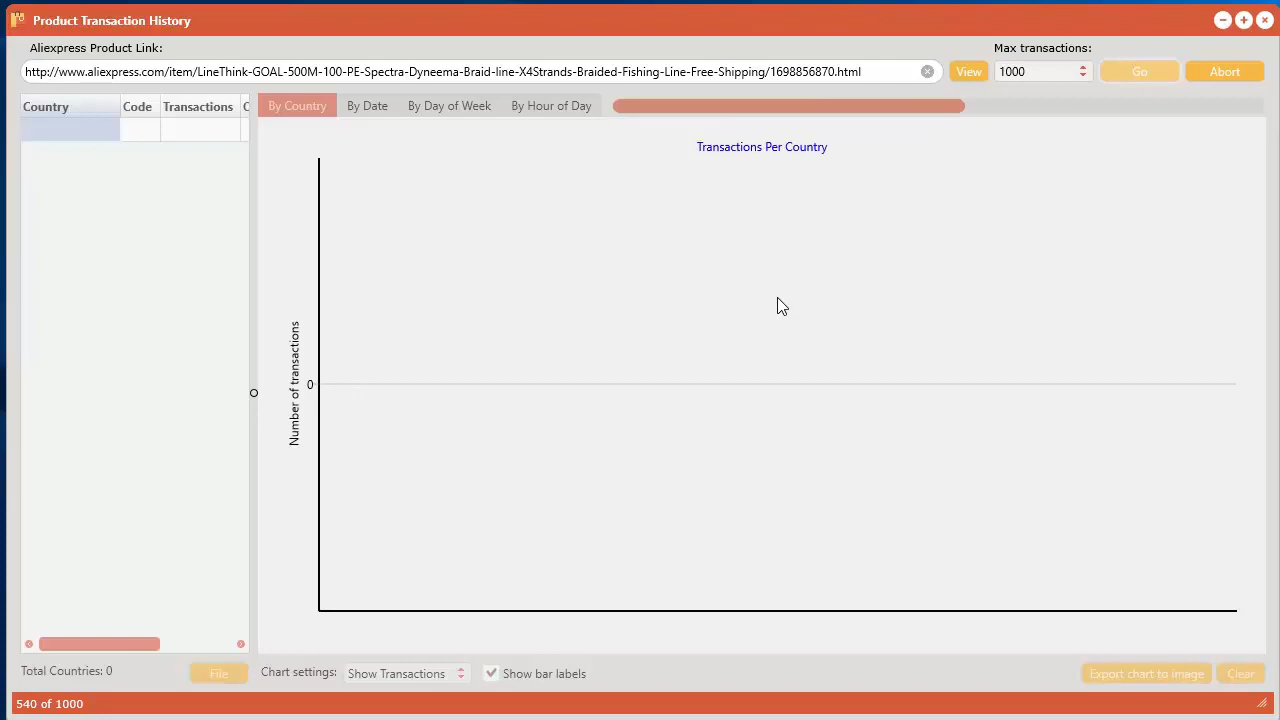 Product Transaction History
Aliexpress Product Link:
Max transactions:
http://www.aliexpress.com/item/LineThink-GOAL-500M-100-PE-Spectra-Dynesma-Braid-line-X4Strands-Braided-Fishing-Line-Free-Shipping/1698856870.html
View
1000
Go
Abort
Country Code Transactions
By Country By Date By Day of Week By Hour of Day
Transactions Per Country
Number of transactions
0
Total Countries: 0
File
Chart settings:
Show Transactions
Show bar labels
Export chart to image
Clear
540 of 1000